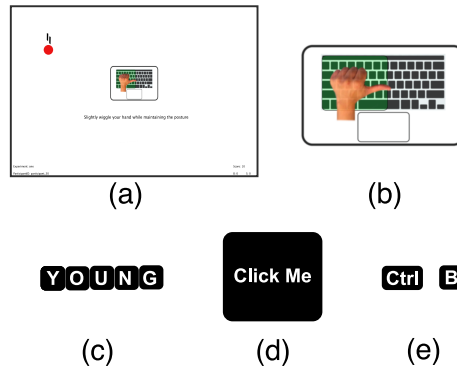 Slightly wiggle your hand while maintaining the posture
(a)
(b)
Y O U N G
Click Me
Ctrl B
(c)
(d)
(e)